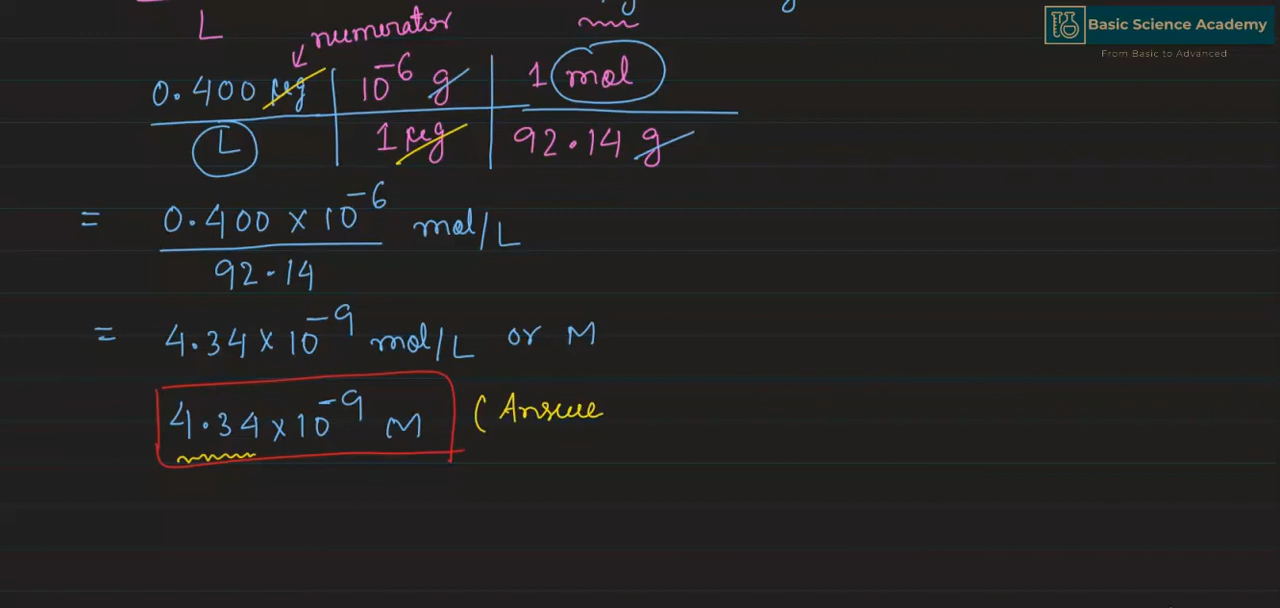 Basic Science Academy
From Basic to Advanced
L numerator
0.400 μg | 10⁻⁶ g | 1 mol
L | 1 μg | 92.14 g
= 0.400 × 10⁻⁶ mol/L
92.14
= 4.34 × 10⁻⁹ mol/L or M
4.34 × 10⁻⁹ M (Answe